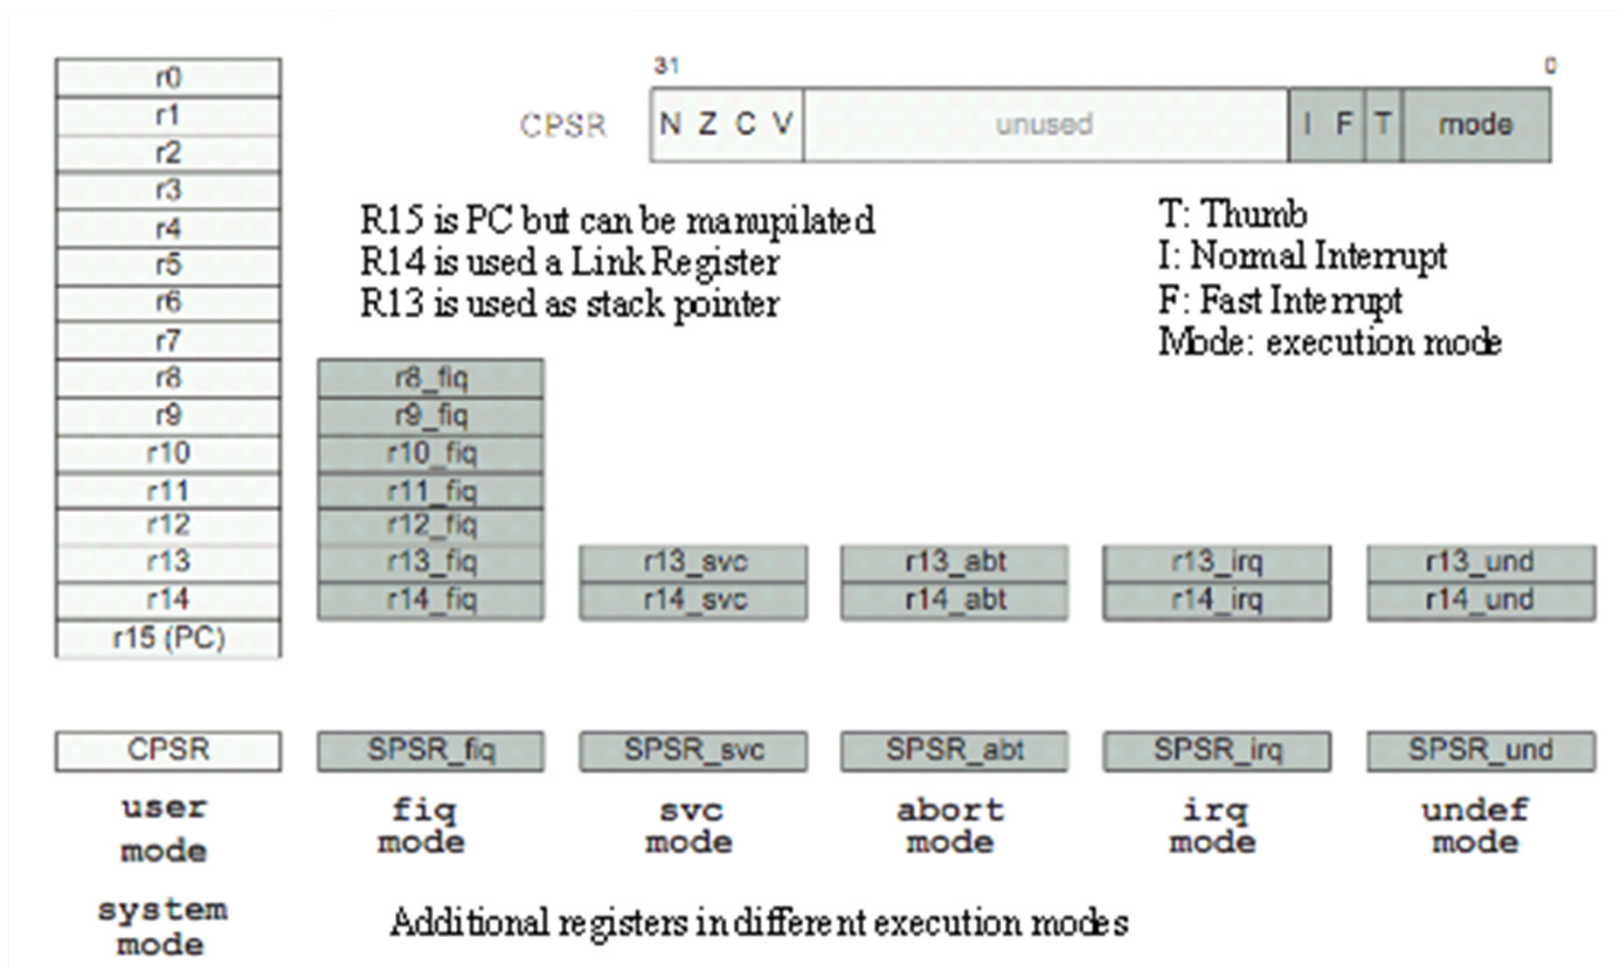 r0
r1
r2
r3
r4
r5
r6
r7
r8
r9
r10
r11
r12
r13
r14
r15 (PC)
CPSR
user
mode
system
mode
31 0
CPSR N Z C V unused I F T mode
R15 is PC but can be manupilated
R14 is used a Link Register
R13 is used as stack pointer
T: Thumb
I: Normal Interrupt
F: Fast Interrupt
Mode: execution mode
r8_fiq
r9_fiq
r10_fiq
r11_fiq
r12_fiq
r13_fiq
r14_fiq
SPSR_fiq
fiq
mode
r13_svc
r14_svc
SPSR_svc
svc
mode
r13_abt
r14_abt
SPSR_abt
abort
mode
r13_irq
r14_irq
SPSR_irq
irq
mode
r13_und
r14_und
SPSR_und
undef
mode
Additional registers in different execution modes